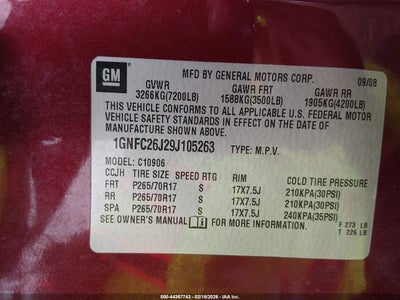 GM
MFD BY GENERAL MOTORS CORP. 09/08
GVWR GAWR FRT GAWR RR
3266KG(7200LB) 1588KG(3500LB) 1905KG(4200LB)
THIS VEHICLE CONFORMS TO ALL APPLICABLE U.S. FEDERAL MOTOR
VEHICLE SAFETY STANDARDS IN EFFECT ON THE DATE OF
MANUFACTURE SHOWN ABOVE.
1GNFC26J29J105263 TYPE: M.P.V.
MODEL: C10906
CCJH TIRE SIZE SPEED RTG RIM COLD TIRE PRESSURE
FRT P265/70R17 S 17X7.5J 210KPA(30PSI)
RR P265/70R17 S 17X7.5J 210KPA(30PSI)
SPA P265/70R17 S 17X7.5J 240KPA(35PSI)
SEE OWNER'S MANUAL FOR MORE INFORMATION.
F 273 LB
T 226 LB
000-44367743 - 02/18/2026 - IAA Inc.